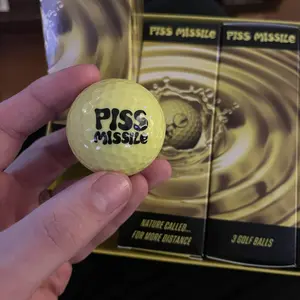 PISS
MISSILE
PISS MISSILE
NATURE CALLED...
FOR MORE DISTANCE
PISS MISSILE
3 GOLF BALLS